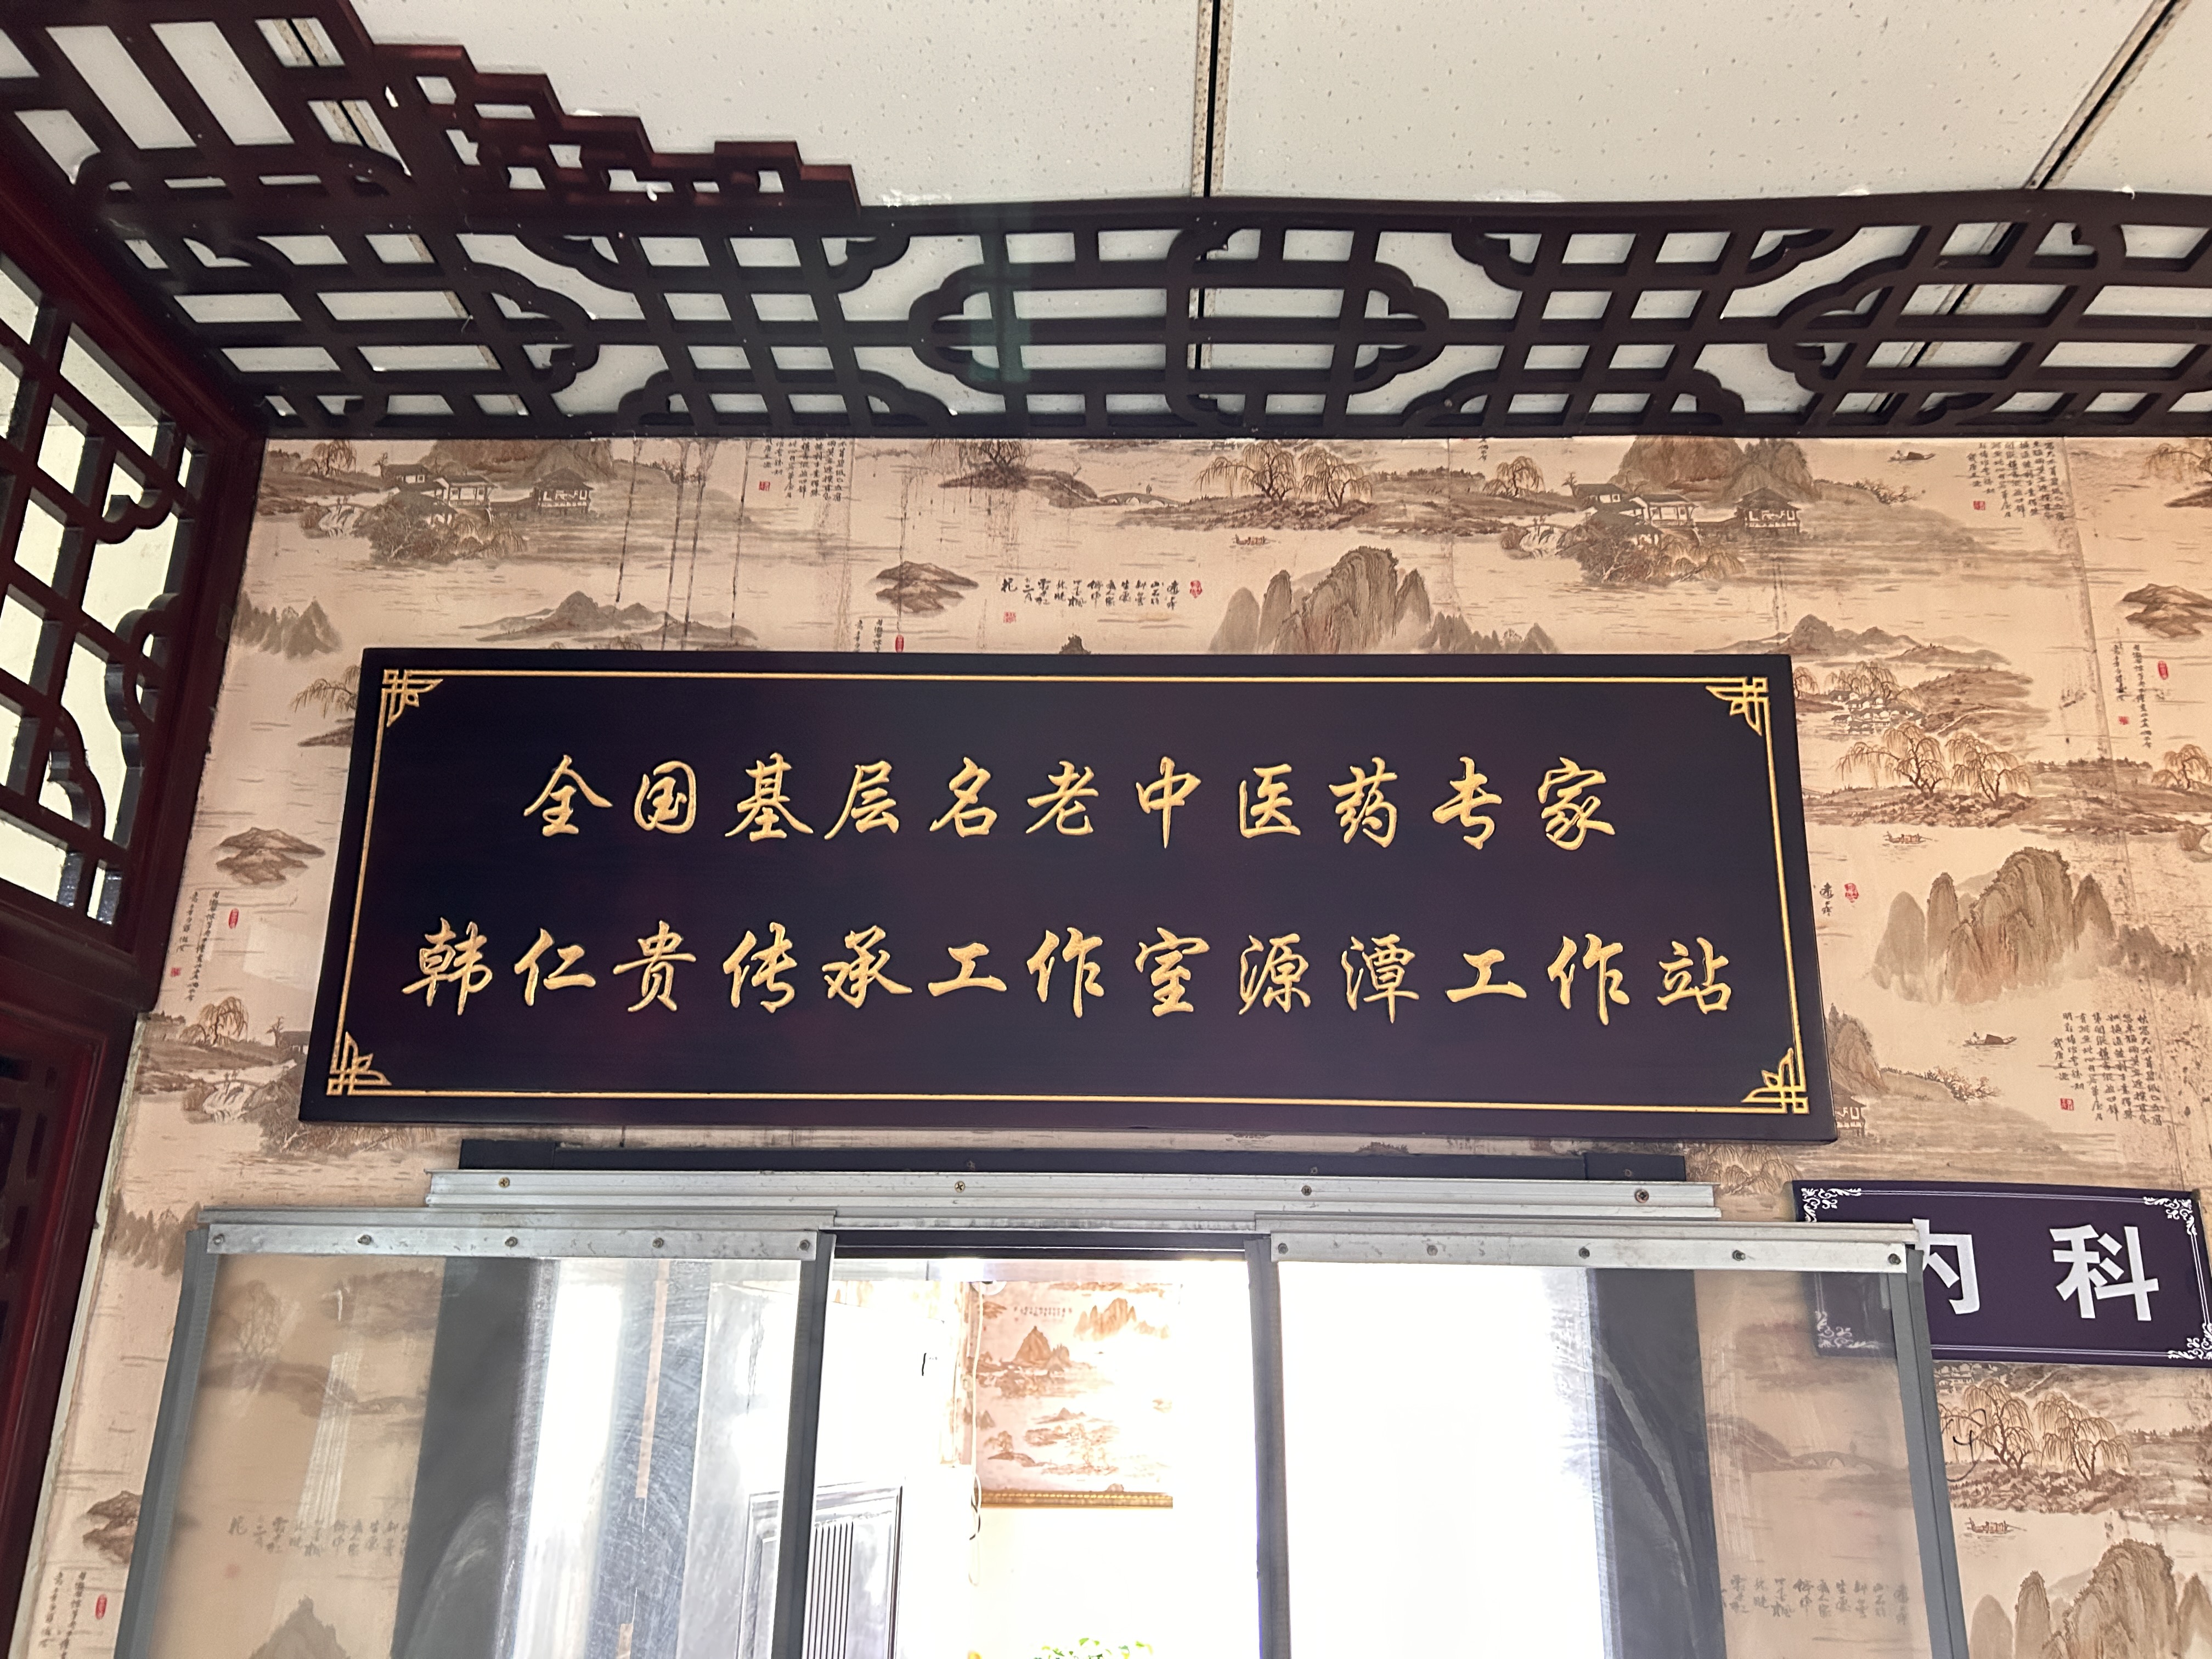 全国基层名老中医药专家
韩仁贵传承工作室源潭工作站
内科